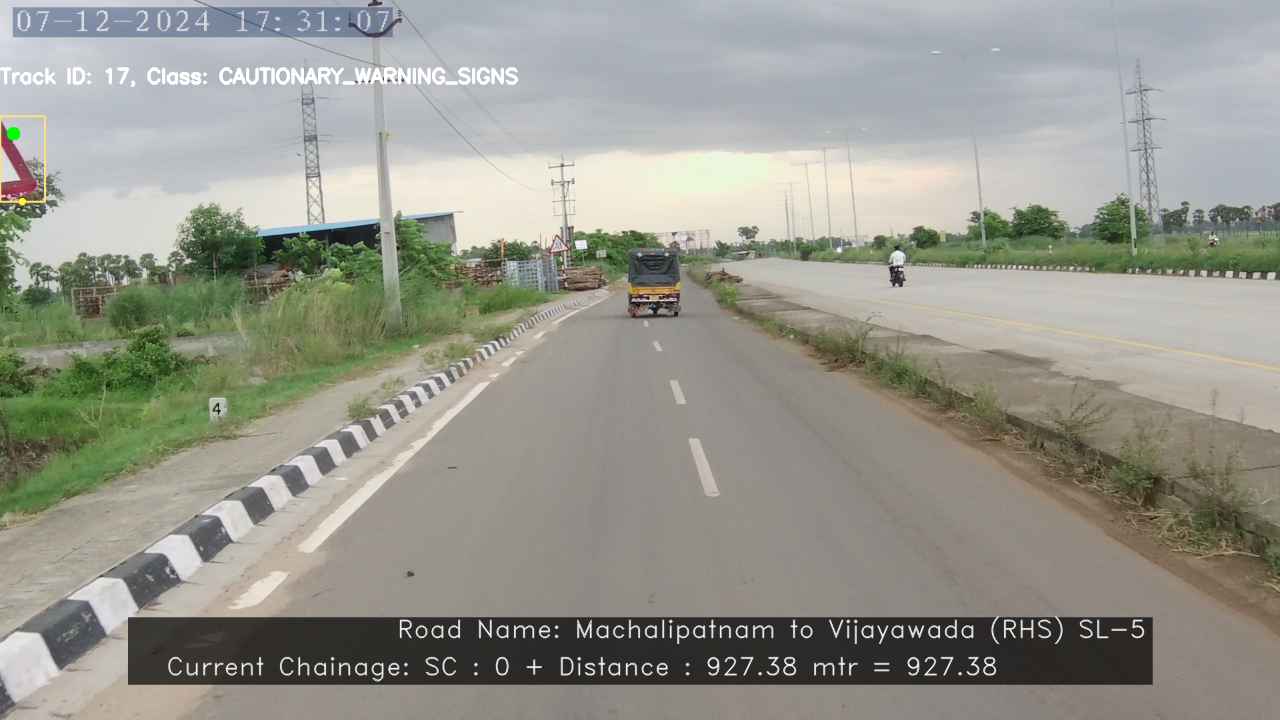 07-12-2024 17:31:07
Track ID: 17, Class: CAUTIONARY_WARNING_SIGNS
4
Road Name: Machalipatnam to Vijayawada (RHS) SL-5
Current Chainage: SC : 0 + Distance : 927.38 mtr = 927.38